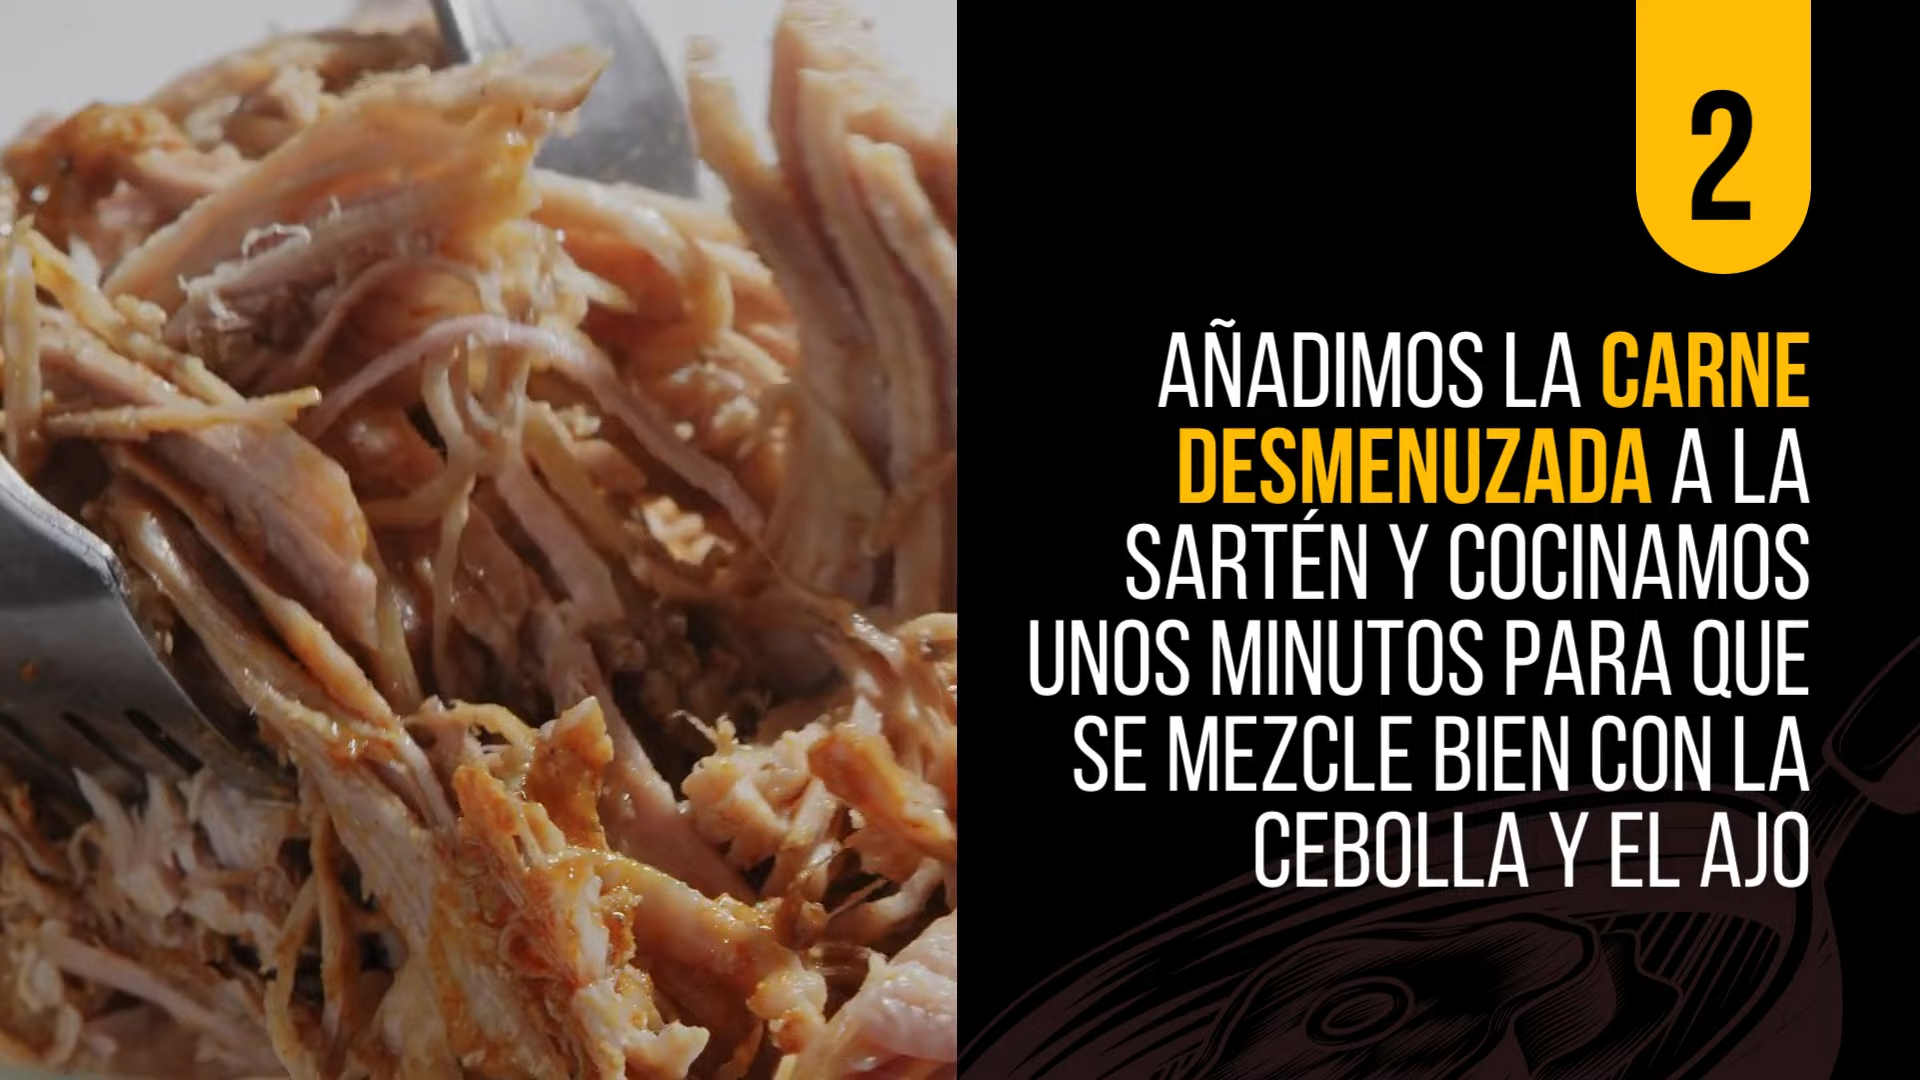 2
AÑADIMOS LA CARNE
DESMENUZADA A LA
SARTÉN Y COCINAMOS
UNOS MINUTOS PARA QUE
SE MEZCLE BIEN CON LA
CEBOLLA Y EL AJO